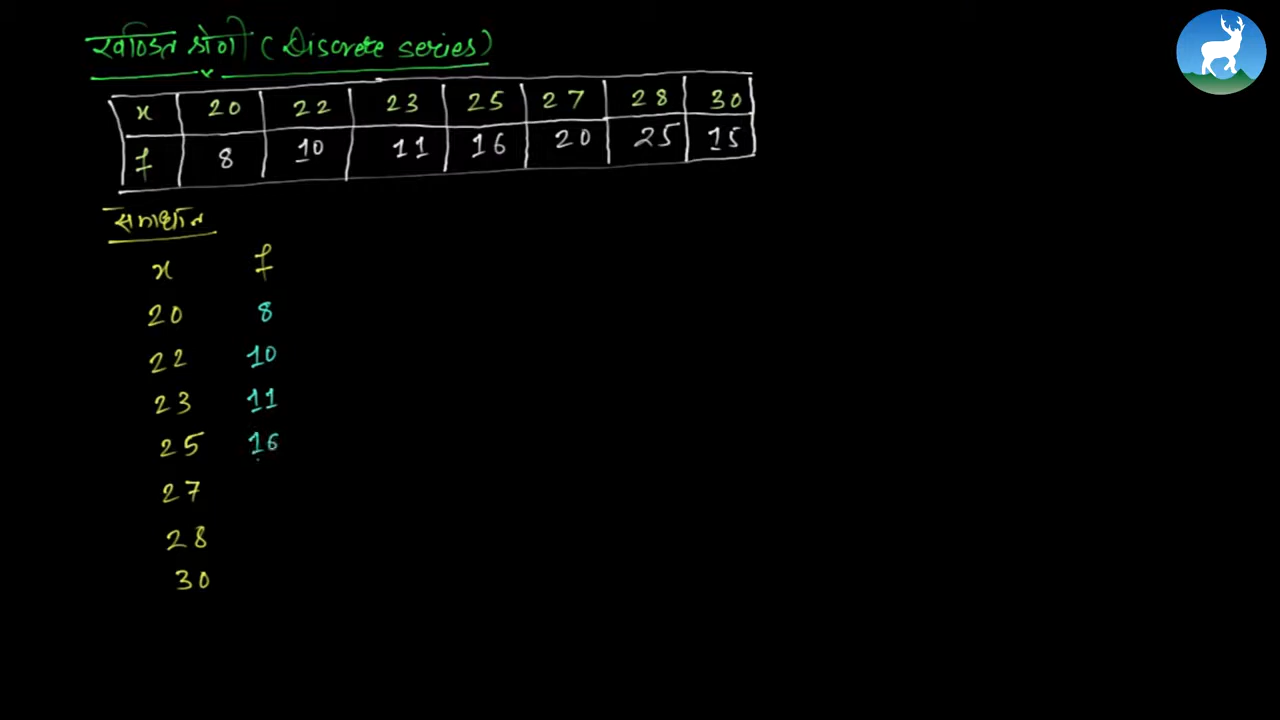 खण्डित श्रेणी (Discrete series)
x 20 22 23 25 27 28 30
f 8 10 11 16 20 25 15
समाधान
x f
20 8
22 10
23 11
25 16
27
28
30